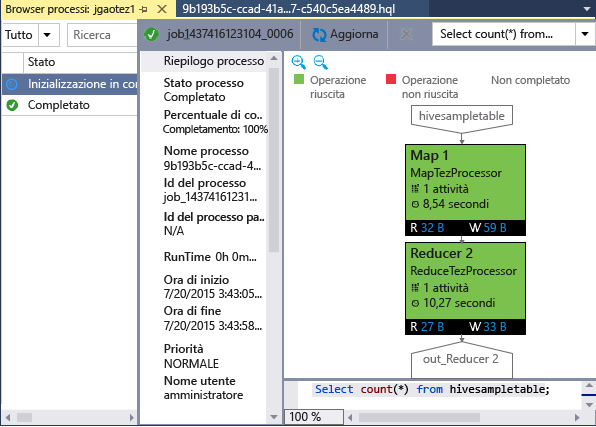 Browser processi: jgaotez1
9b193b5c-ccad-41a...7-c540c5ea4489.hql
Tutto
Ricerca
job_1437416123104_0006
Aggiorna
Select count(*) from...
Stato
Inizializzazione in co
Completato
Riepilogo processo
Stato processo
Completato
Percentuale di co...
Completamento: 100%
Nome processo
9b193b5c-ccad-4...
Id del processo
job_14374161231...
Id del processo pa...
N/A
RunTime 0h 0m...
Ora di inizio
7/20/2015 3:43:05...
Ora di fine
7/20/2015 3:43:58...
Priorità
NORMALE
Nome utente
amministratore
Operazione
riuscita
Operazione
non riuscita
Non completato
hivesampletable
Map 1
MapTezProcessor
1 attività
8,54 secondi
R 32 B W 59 B
Reducer 2
ReduceTezProcessor
1 attività
10,27 secondi
R 27 B W 33 B
out_Reducer 2
Select count(*) from hivesampletable;
100 %